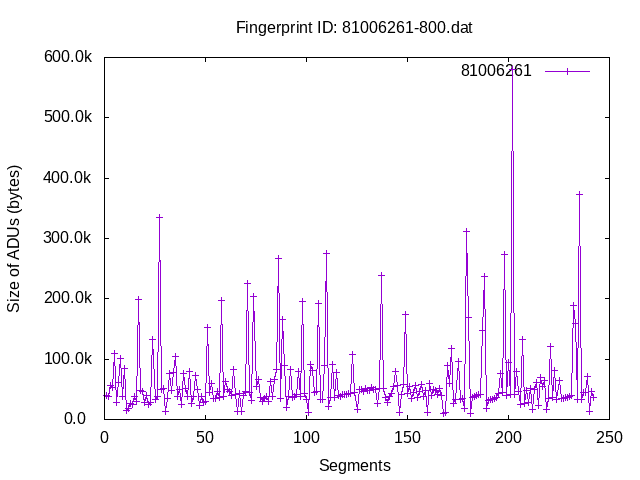 Fingerprint ID: 81006261-800.dat
600.0k
81006261
500.0k
400.0k
300.0k
200.0k
100.0k
0.0
0 50 100 150 200 250
Size of ADUs (bytes)
Segments